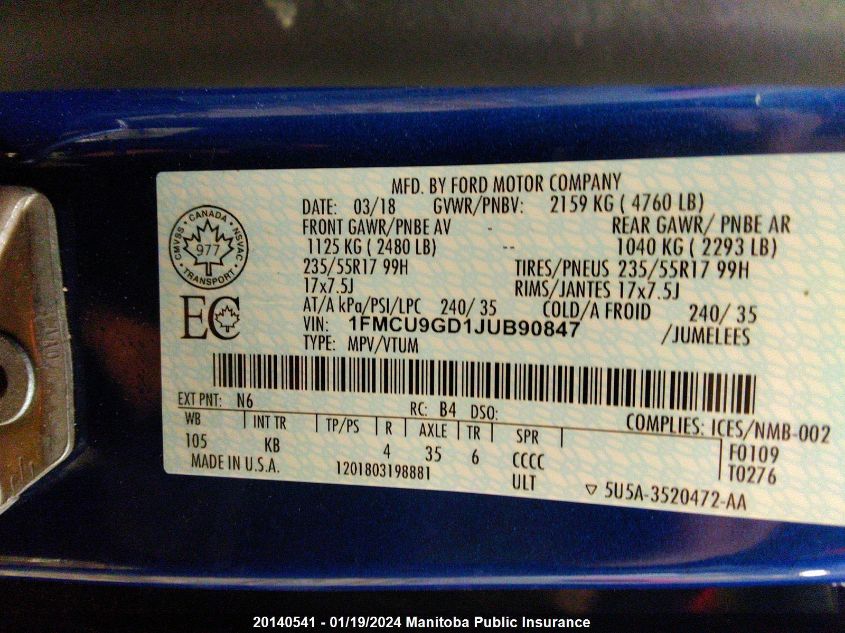 MFD. BY FORD MOTOR COMPANY
DATE: 03/18 GVWR/PNBV: 2159 KG ( 4760 LB)
FRONT GAWR/PNBE AV - REAR GAWR/ PNBE AR
1125 KG ( 2480 LB) -- 1040 KG ( 2293 LB)
235/55R17 99H TIRES/PNEUS 235/55R17 99H
17x7.5J RIMS/JANTES 17x7.5J
AT/A kPa/PSI/LPC 240/ 35 COLD/A FROID 240/ 35
VIN: 1FMCU9GD1JUB90847 /JUMELEES
TYPE: MPV/VTUM
CANADA
CMVSS NSVAC
977
TRANSPORT
EC
EXT PNT: N6 RC: B4 DSO: COMPLIES: ICES/NMB-002
WB INT TR TP/PS R AXLE TR SPR F0109
105 KB 4 35 6 CCCC T0276
MADE IN U.S.A. 1201803198881 ULT ▽ 5U5A-3520472-AA
20140541 - 01/19/2024 Manitoba Public Insurance